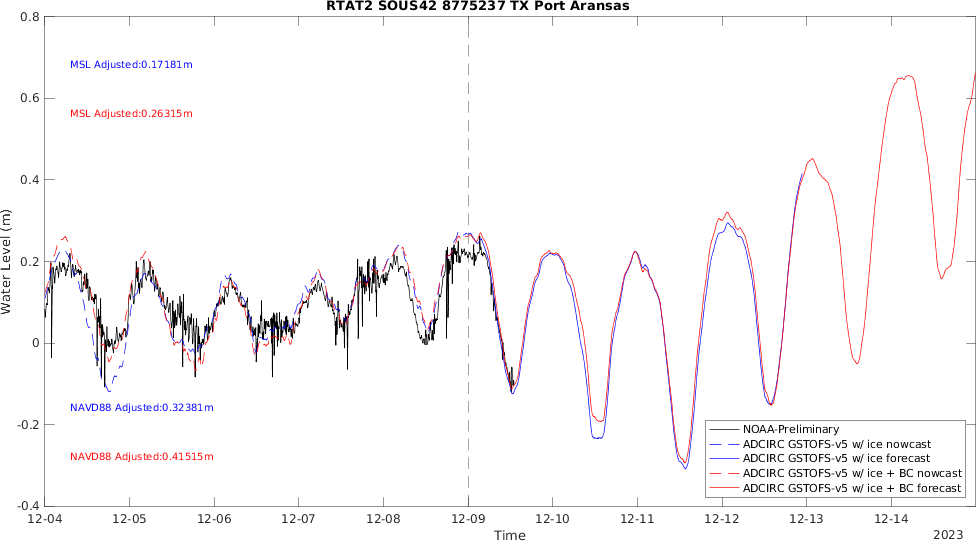 RTAT2 SOUS42 8775237 TX Port Aransas
0.8
0.6
0.4
0.2
0
-0.2
-0.4
Water Level (m)
MSL Adjusted:0.17181m
MSL Adjusted:0.26315m
NAVD88 Adjusted:0.32381m
NAVD88 Adjusted:0.41515m
NOAA-Preliminary
ADCIRC GSTOFS-v5 w/ ice nowcast
ADCIRC GSTOFS-v5 w/ ice forecast
ADCIRC GSTOFS-v5 w/ ice + BC nowcast
ADCIRC GSTOFS-v5 w/ ice + BC forecast
12-04 12-05 12-06 12-07 12-08 12-09 12-10 12-11 12-12 12-13 12-14
Time
2023